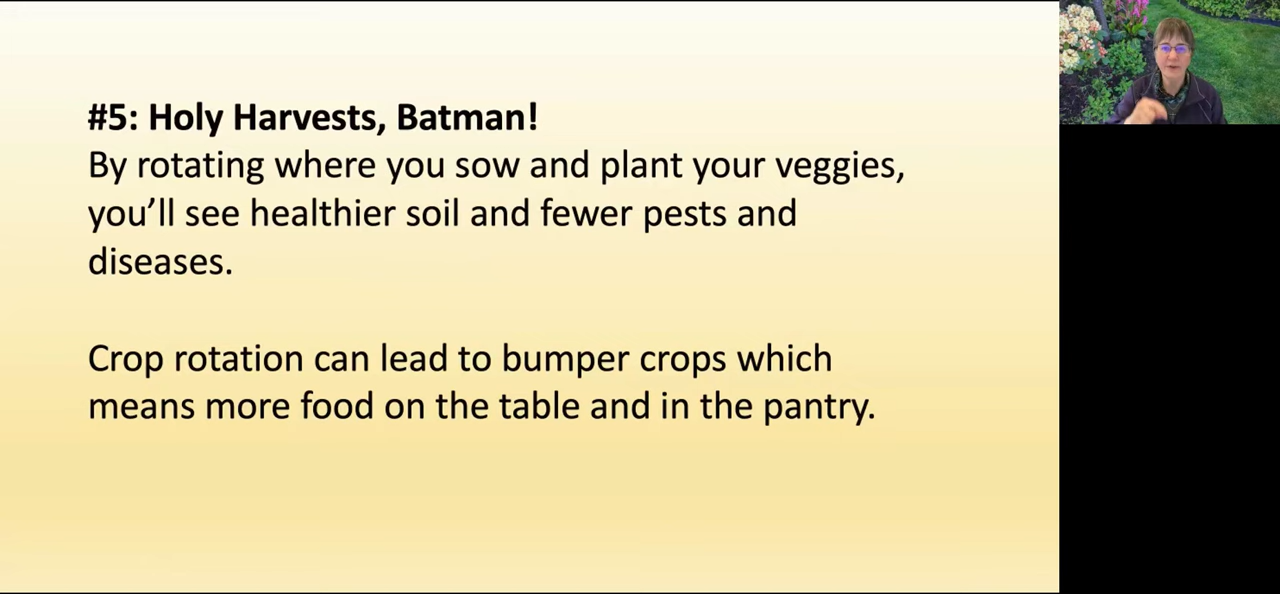 #5: Holy Harvests, Batman!
By rotating where you sow and plant your veggies,
you’ll see healthier soil and fewer pests and
diseases.
Crop rotation can lead to bumper crops which
means more food on the table and in the pantry.